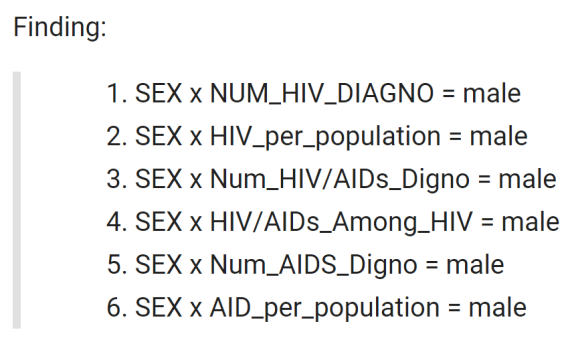 Finding:
1. SEX x NUM_HIV_DIAGNO = male
2. SEX x HIV_per_population = male
3. SEX x Num_HIV/AIDs_Digno = male
4. SEX x HIV/AIDs_Among_HIV = male
5. SEX x Num_AIDS_Digno = male
6. SEX x AID_per_population = male